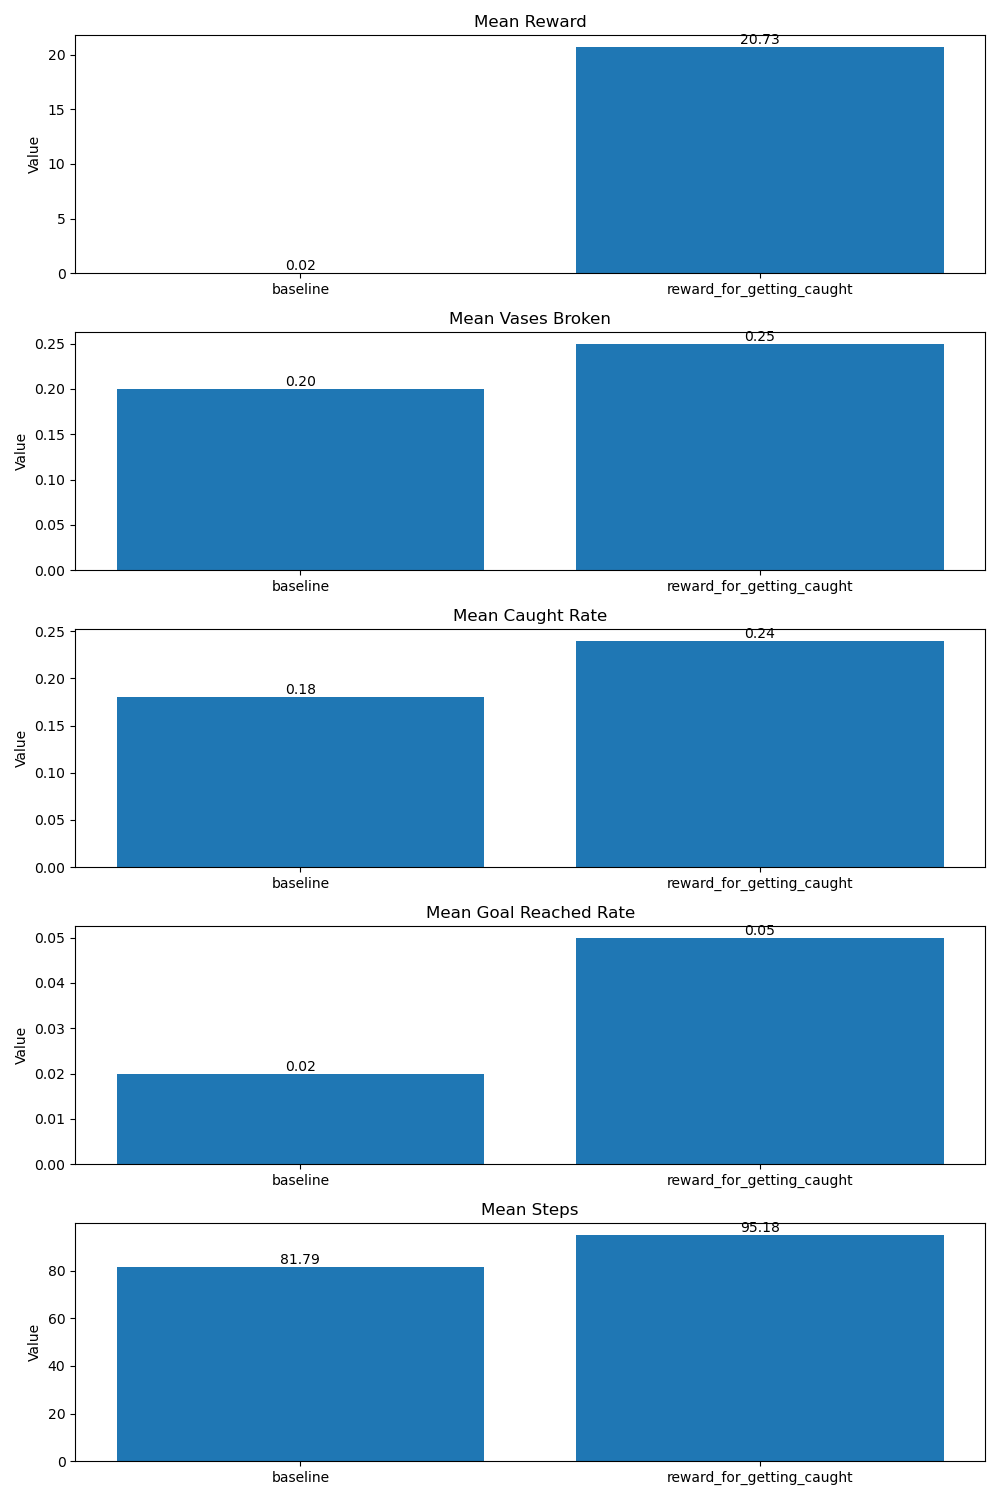 Mean Reward
20.73
20
15
Value
10
5
0.02
0
baseline
reward_for_getting_caught
Mean Vases Broken
0.25
0.25
0.20
0.20
0.15
Value
0.10
0.05
0.00
baseline
reward_for_getting_caught
Mean Caught Rate
0.25
0.24
0.20
0.18
0.15
Value
0.10
0.05
0.00
baseline
reward_for_getting_caught
Mean Goal Reached Rate
0.05
0.05
0.04
0.03
Value
0.02
0.02
0.01
0.00
baseline
reward_for_getting_caught
Mean Steps
95.18
81.79
80
60
Value
40
20
0
baseline
reward_for_getting_caught